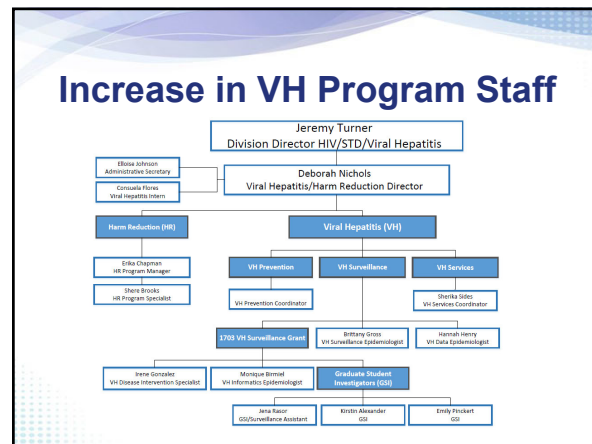 Increase in VH Program Staff
Jeremy Turner
Division Director HIV/STD/Viral Hepatitis
Elloisa Johnson
Administrative Secretary
Consuela Flores
Viral Hepatitis Intern
Deborah Nichols
Viral Hepatitis/Harm Reduction Director
Harm Reduction (HR)
Viral Hepatitis (VH)
Erika Chapman
HR Program Manager
Shere Brooks
HR Program Specialist
VH Prevention
VH Surveillance
VH Services
VH Prevention Coordinator
Sherika Sides
VH Services Coordinator
1703 VH Surveillance Grant
Brittany Gross
VH Surveillance Epidemiologist
Hannah Henry
VH Data Epidemiologist
Irene Gonzalez
VH Disease Intervention Specialist
Monique Birmiel
VH Informatics Epidemiologist
Graduate Student
Investigators (GSI)
Jena Rasor
GSI/Surveillance Assistant
Kirstin Alexander
GSI
Emily Pinckert
GSI